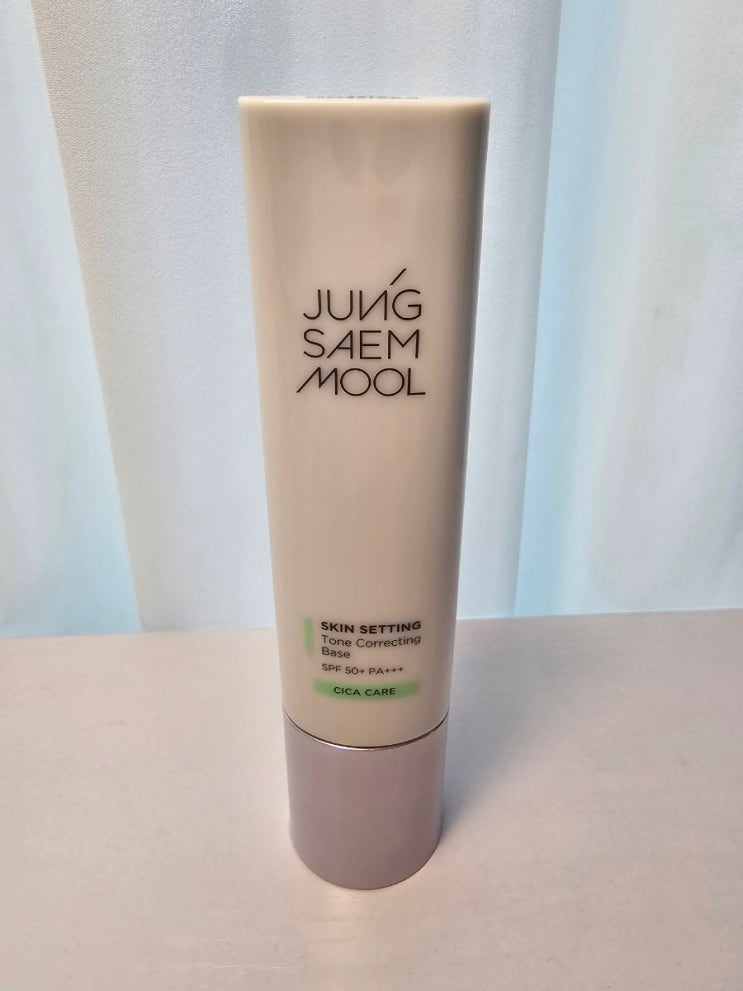 JUNG
SAEM
MOOL
SKIN SETTING
Tone Correcting
Base
SPF 50+ PA+++
CICA CARE